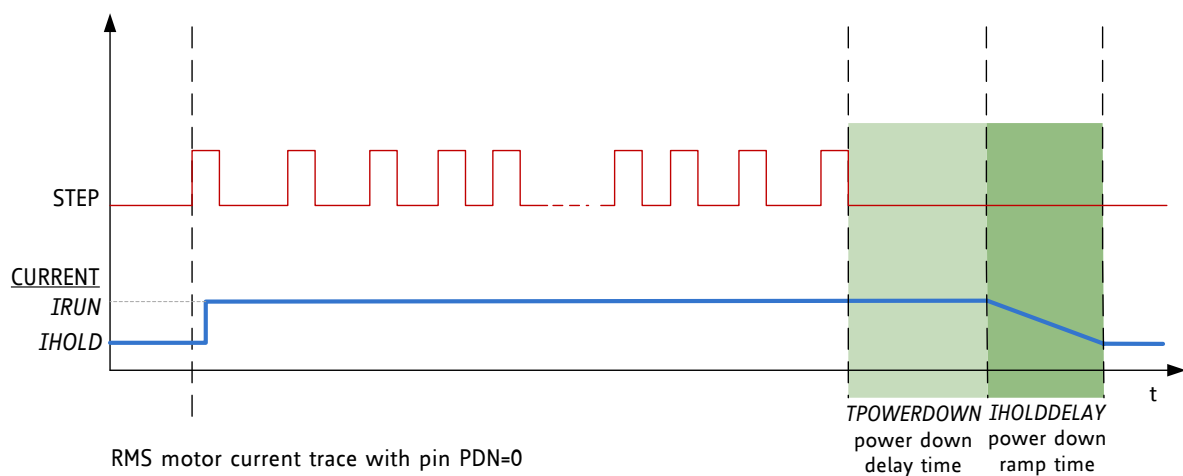 STEP
CURRENT
IRUN
IHOLD
t
TPOWERDOWN
power down
delay time
IHOLDDELAY
power down
ramp time
RMS motor current trace with pin PDN=0